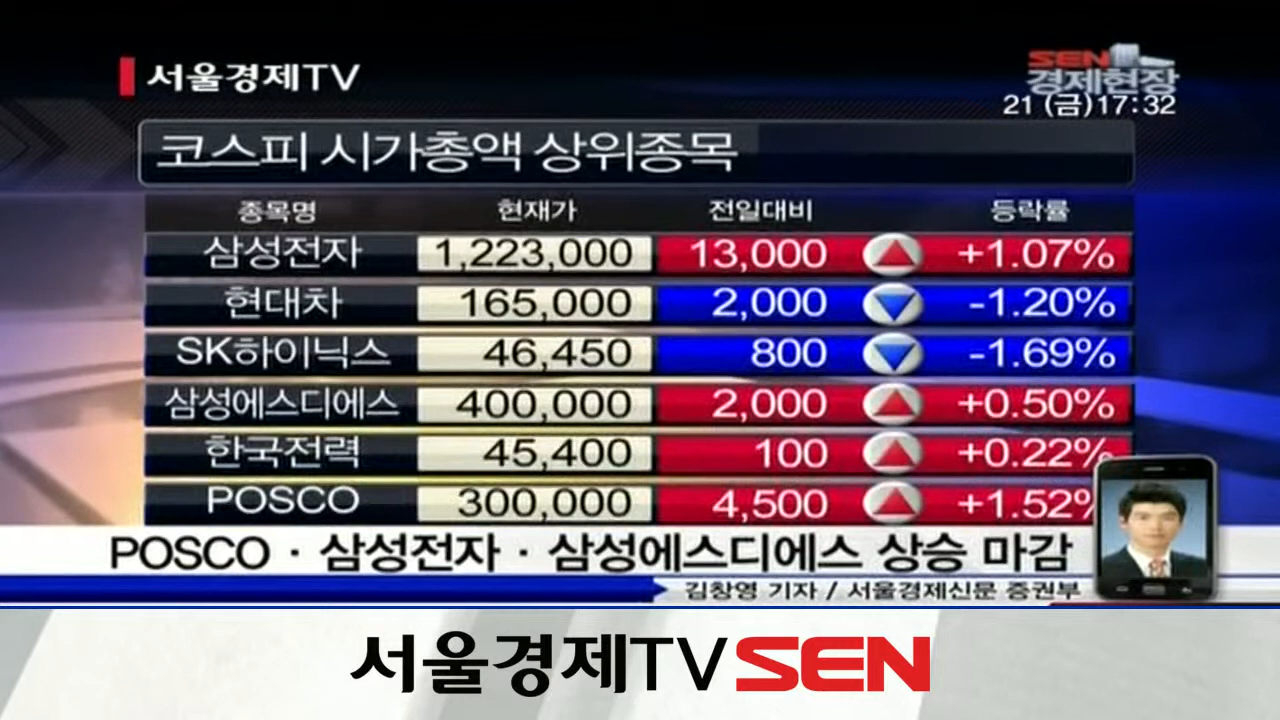 서울경제TV
SEN
경제현장
21 (금)17:32
코스피 시가총액 상위종목
종목명 현재가 전일대비 등락률
삼성전자 1,223,000 13,000 ▲ +1.07%
현대차 165,000 2,000 ▼ -1.20%
SK하이닉스 46,450 800 ▼ -1.69%
삼성에스디에스 400,000 2,000 ▲ +0.50%
한국전력 45,400 100 ▲ +0.22%
POSCO 300,000 4,500 ▲ +1.52%
POSCO · 삼성전자 · 삼성에스디에스 상승 마감
김창영 기자 / 서울경제신문 증권부
서울경제TV SEN